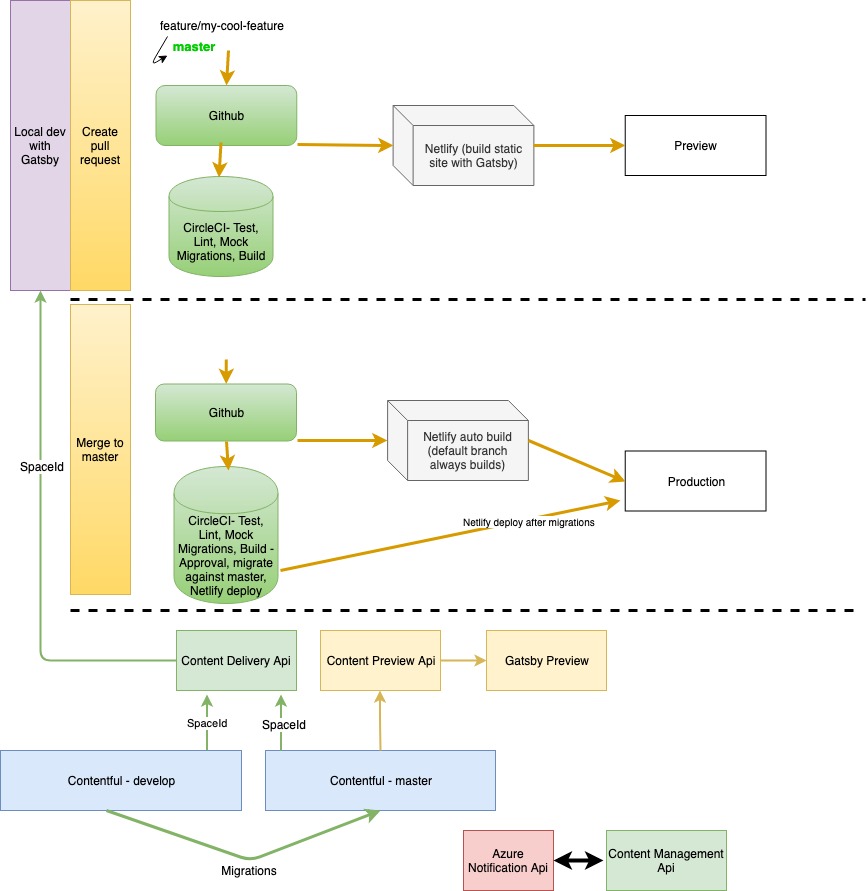 feature/my-cool-feature
master
Local dev
with
Gatsby
Create
pull
request
Github
Netlify (build static
site with Gatsby)
Preview
CircleCI- Test,
Lint, Mock
Migrations, Build
SpaceId
Merge to
master
Github
Netlify auto build
(default branch
always builds)
Production
Netlify deploy after migrations
CircleCI- Test,
Lint, Mock
Migrations, Build -
Approval, migrate
against master,
Netlify deploy
Content Delivery Api
Content Preview Api
Gatsby Preview
SpaceId
SpaceId
Contentful - develop
Contentful - master
Migrations
Azure
Notification Api
Content Management
Api